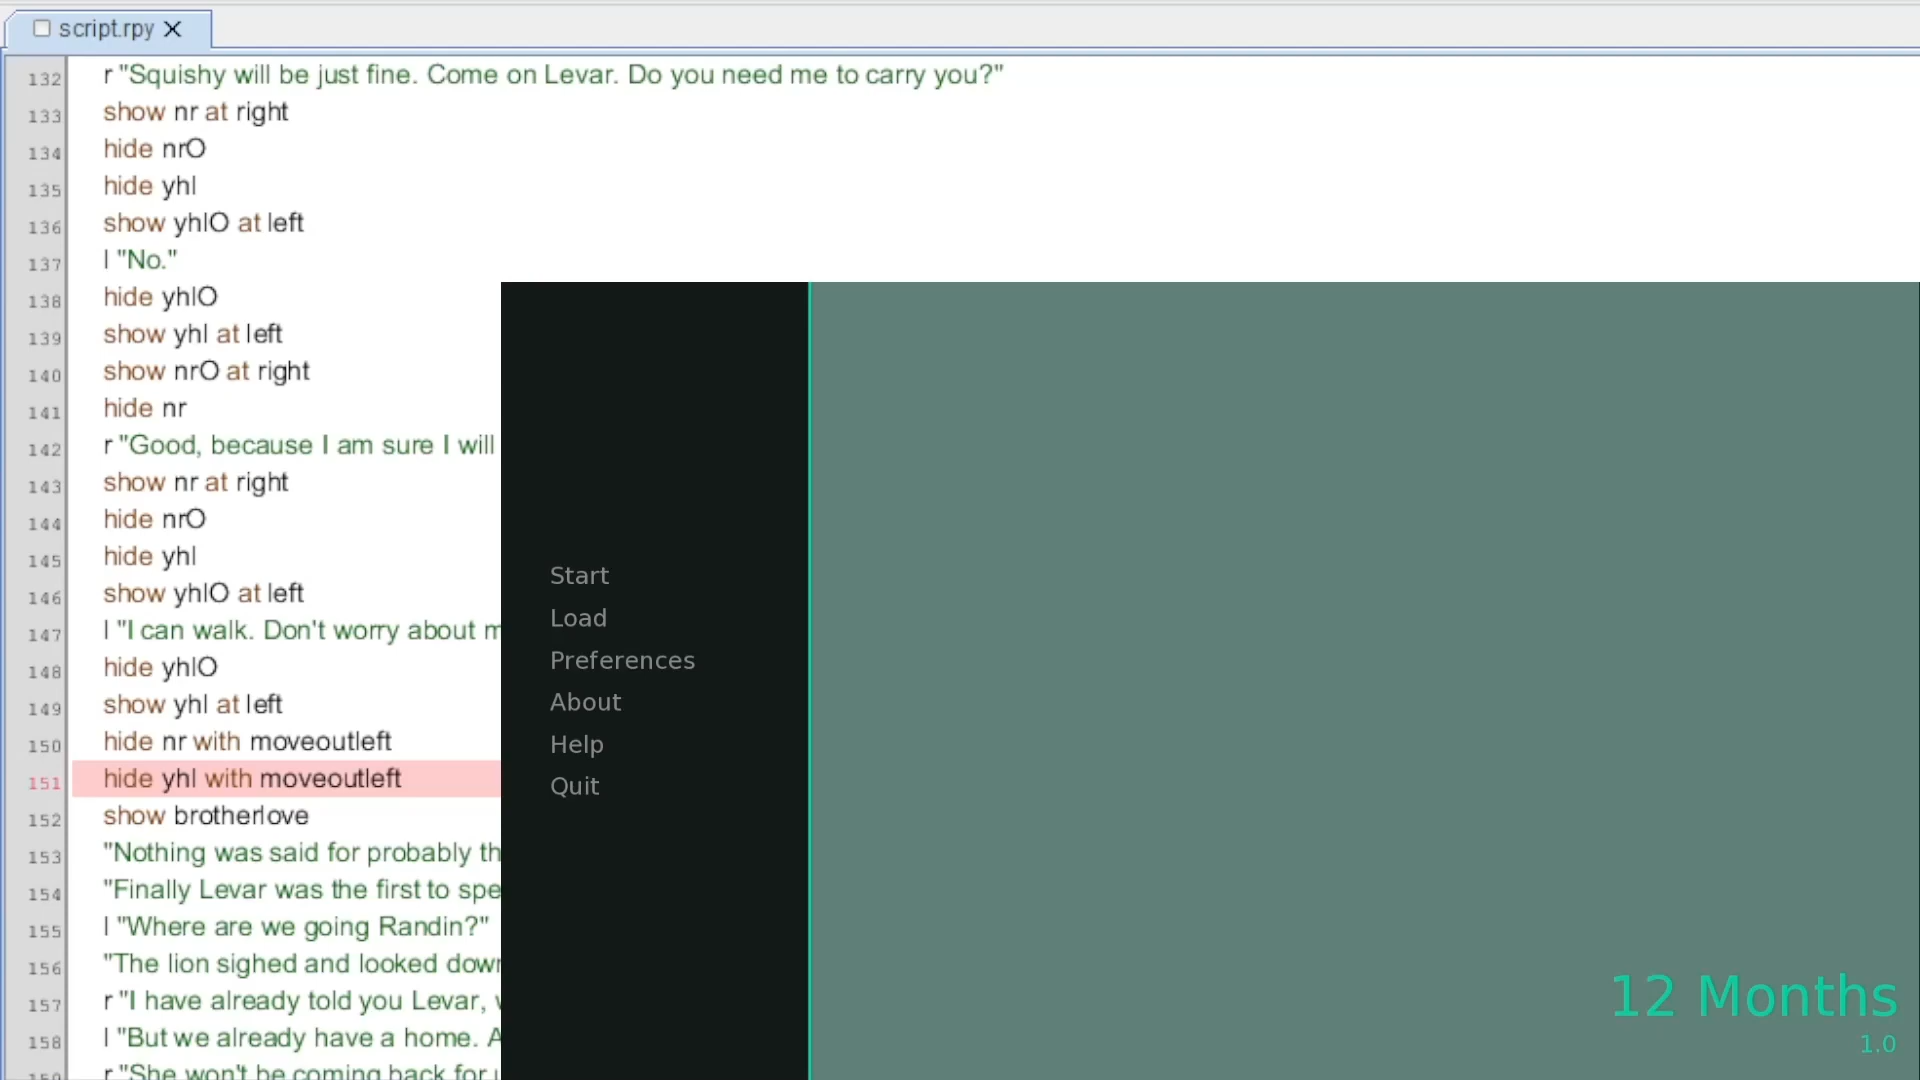 script.rpy
132 r "Squishy will be just fine. Come on Levar. Do you need me to carry you?"
133 show nr at right
134 hide nrO
135 hide yhl
136 show yhlO at left
137 l "No."
138 hide yhlO
139 show yhl at left
140 show nrO at right
141 hide nr
142 r "Good, because I am sure I will
143 show nr at right
144 hide nrO
145 hide yhl
146 show yhlO at left
147 l "I can walk. Don't worry about
148 hide yhlO
149 show yhl at left
150 hide nr with moveoutleft
151 hide yhl with moveoutleft
152 show brotherlove
153 "Nothing was said for probably
154 "Finally Levar was the first to
155 l "Where are we going Randin?"
156 "The lion sighed and looked
157 r "I have already told you Levar,
158 l "But we already have a home.
159 r "She won't be coming back for
Start
Load
Preferences
About
Help
Quit
12 Months
1.0